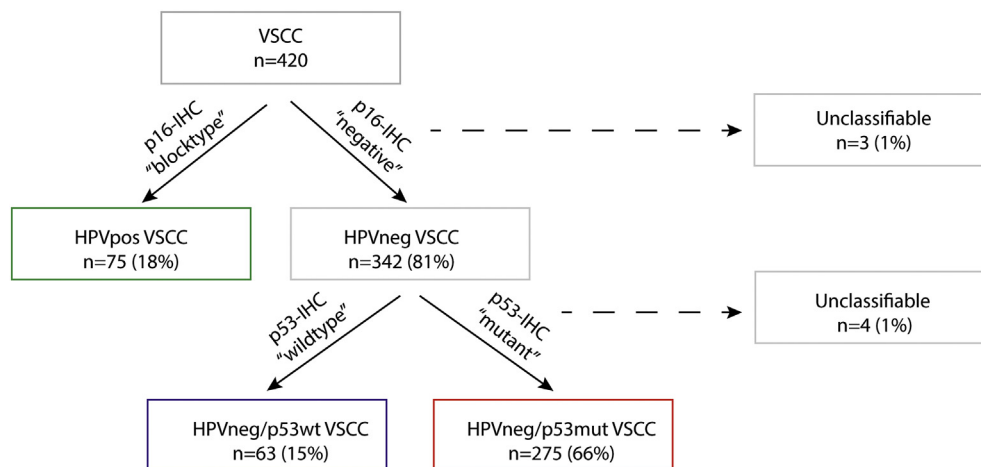 VSCC
n=420
p16-IHC
“blocktype”
p16-IHC
“negative”
Unclassifiable
n=3 (1%)
HPVpos VSCC
n=75 (18%)
HPVneg VSCC
n=342 (81%)
p53-IHC
“wildtype”
p53-IHC
“mutant”
Unclassifiable
n=4 (1%)
HPVneg/p53wt VSCC
n=63 (15%)
HPVneg/p53mut VSCC
n=275 (66%)